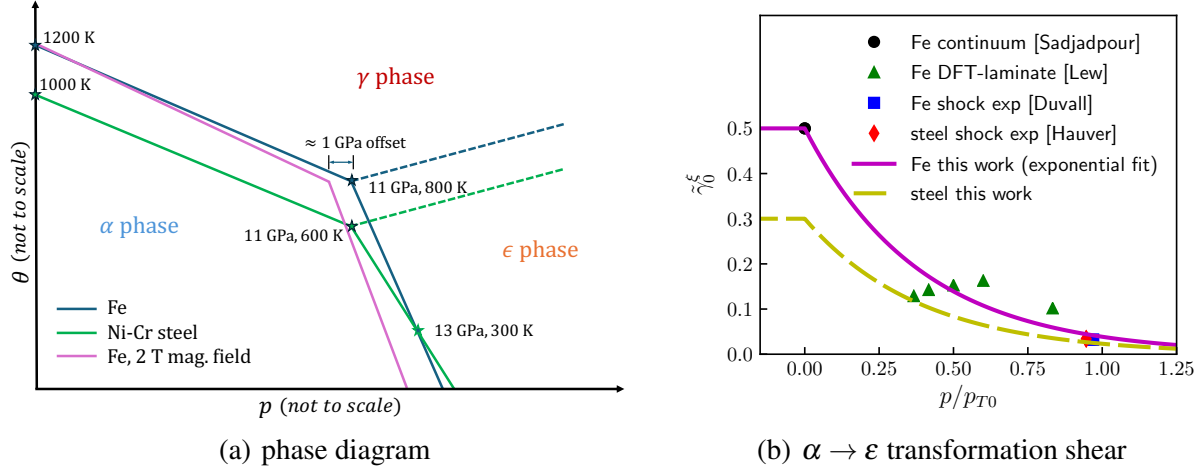 1200 K
1000 K
γ phase
≈ 1 GPa offset
11 GPa, 800 K
α phase
11 GPa, 600 K
ϵ phase
Fe
Ni-Cr steel
Fe, 2 T mag. field
13 GPa, 300 K
θ (not to scale)
p (not to scale)
(a) phase diagram
Fe continuum [Sadjadpour]
Fe DFT-laminate [Lew]
Fe shock exp [Duvall]
steel shock exp [Hauver]
Fe this work (exponential fit)
steel this work
0.5
0.4
0.3
0.2
0.1
0.0
γ̃₀^ξ
0.00 0.25 0.50 0.75 1.00 1.25
p/p_{T0}
(b) α → ε transformation shear